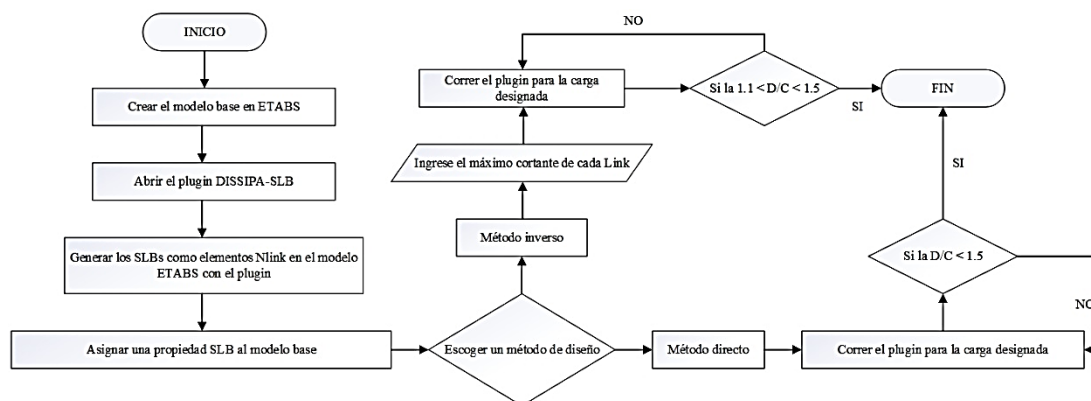 INICIO
Crear el modelo base en ETABS
Abrir el plugin DISSIPA-SLB
Generar los SLBs como elementos Nlink en el modelo
ETABS con el plugin
Asignar una propiedad SLB al modelo base
Escoger un método de diseño
Método inverso
Ingrese el máximo cortante de cada Link
Correr el plugin para la carga designada
NO
Si la 1.1 < D/C < 1.5
SI
FIN
Método directo
Correr el plugin para la carga designada
Si la D/C < 1.5
SI
NO